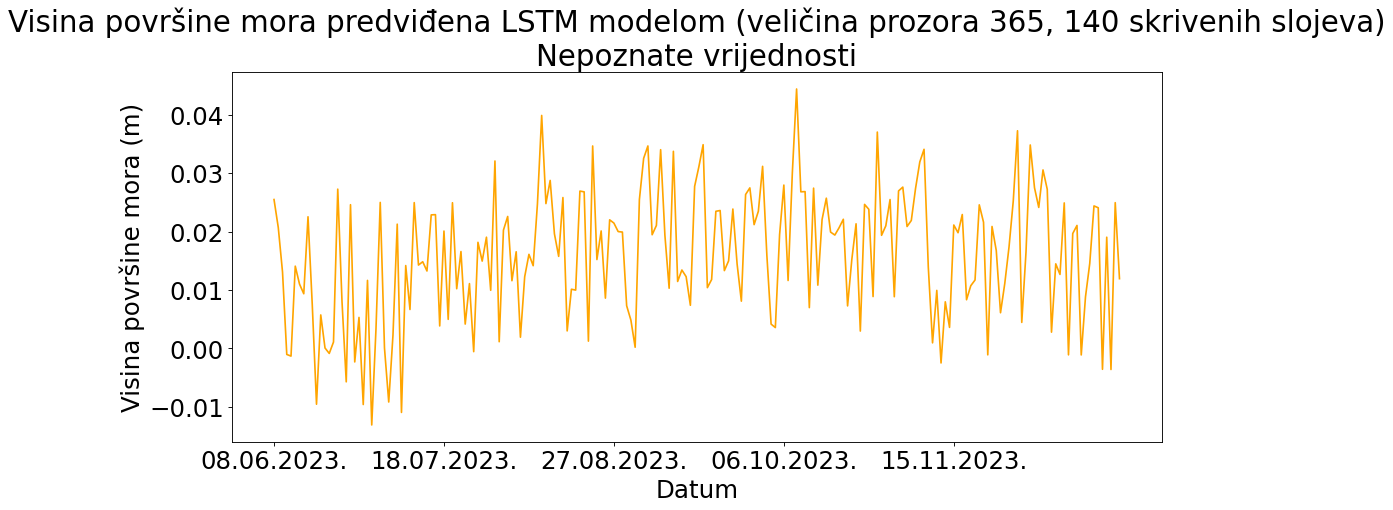 Visina površine mora predviđena LSTM modelom (veličina prozora 365, 140 skrivenih slojeva)
Nepoznate vrijednosti
Visina površine mora (m)
0.04
0.03
0.02
0.01
0.00
−0.01
08.06.2023. 18.07.2023. 27.08.2023. 06.10.2023. 15.11.2023.
Datum